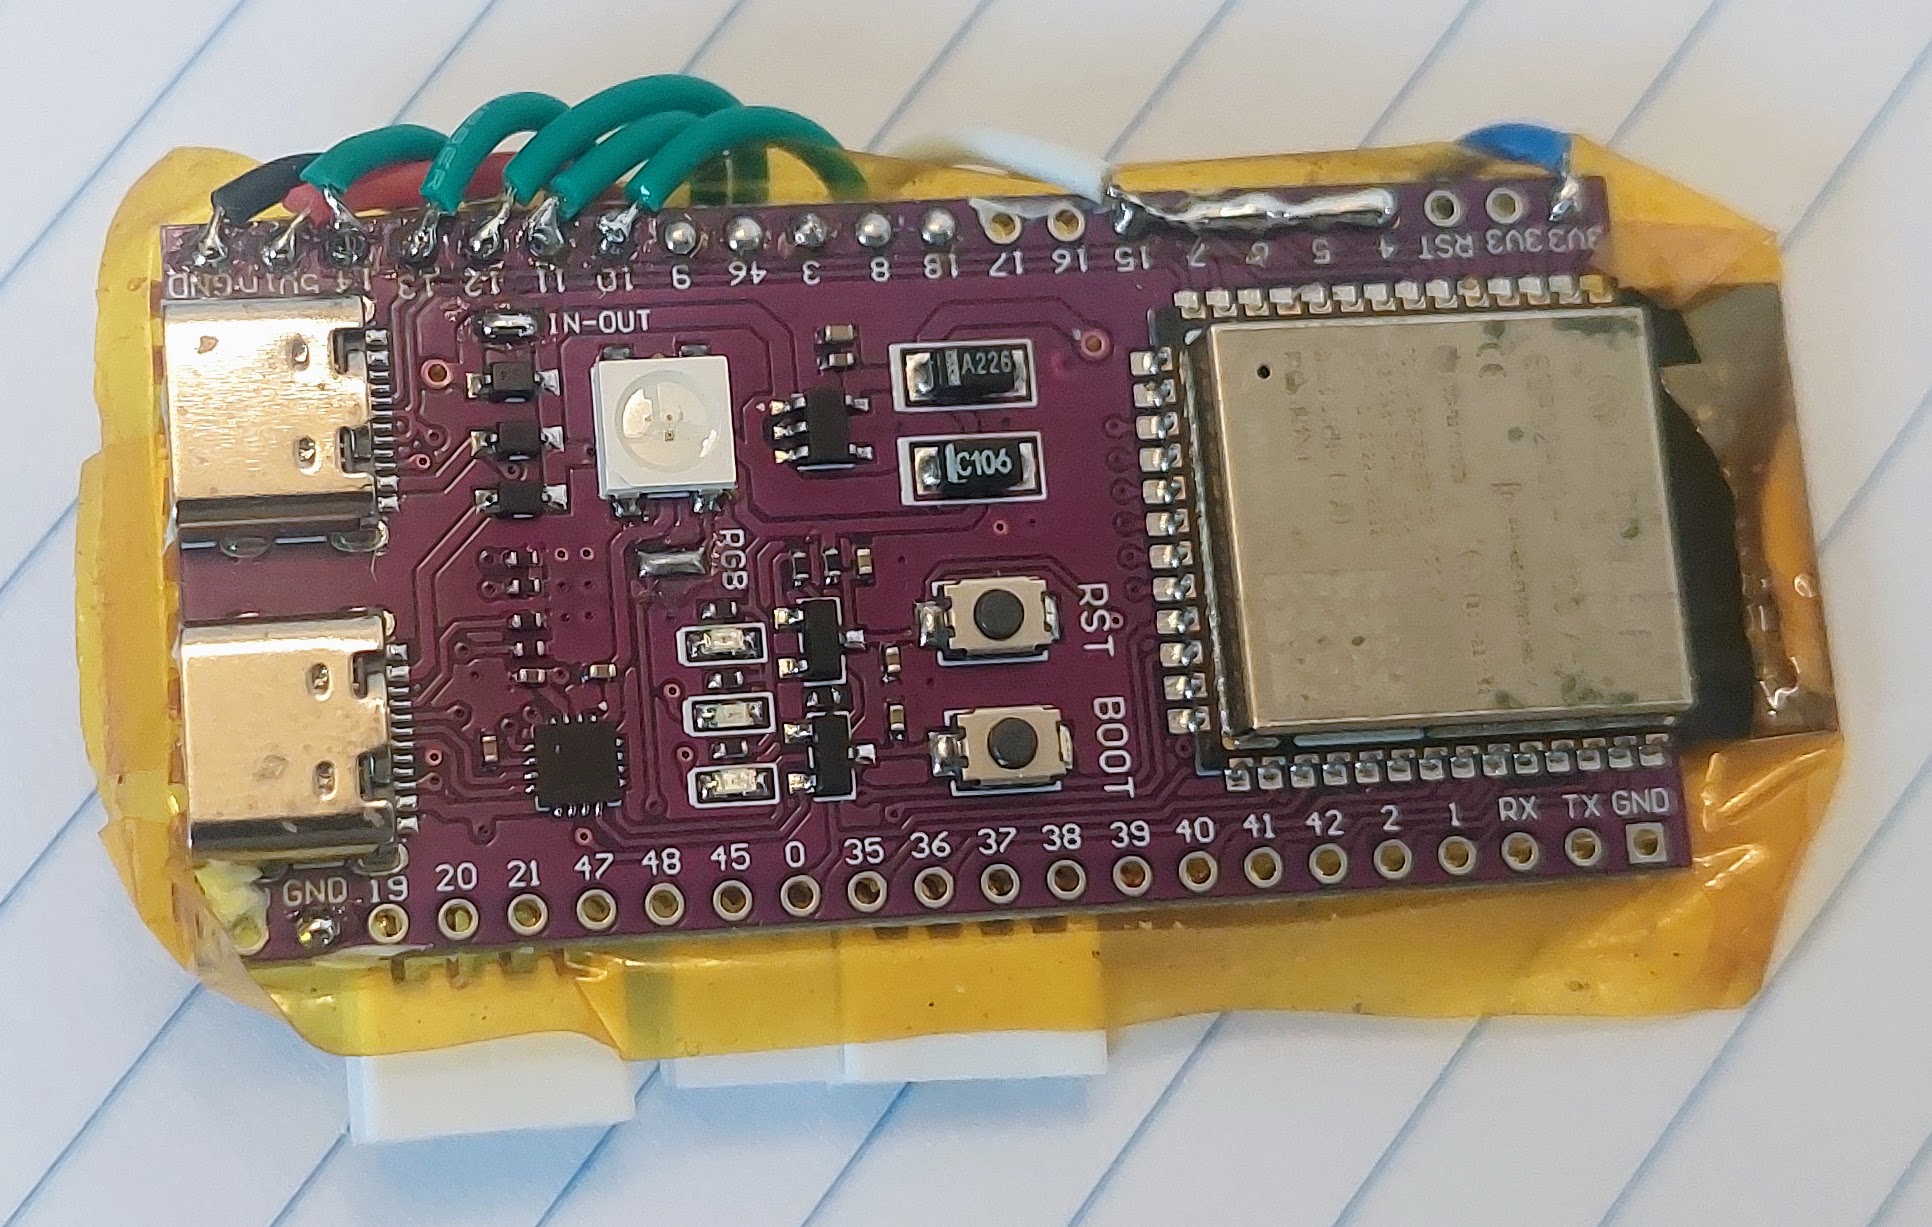 GND 5Vin 14 13 12 11 10 9 46 3 8 18 17 16 15 7 6 5 4 RST 3V3 3V3
IN-OUT
A226
C106
RGB
RST
BOOT
GND 19 20 21 47 48 45 0 35 36 37 38 39 40 41 42 2 1 RX TX GND